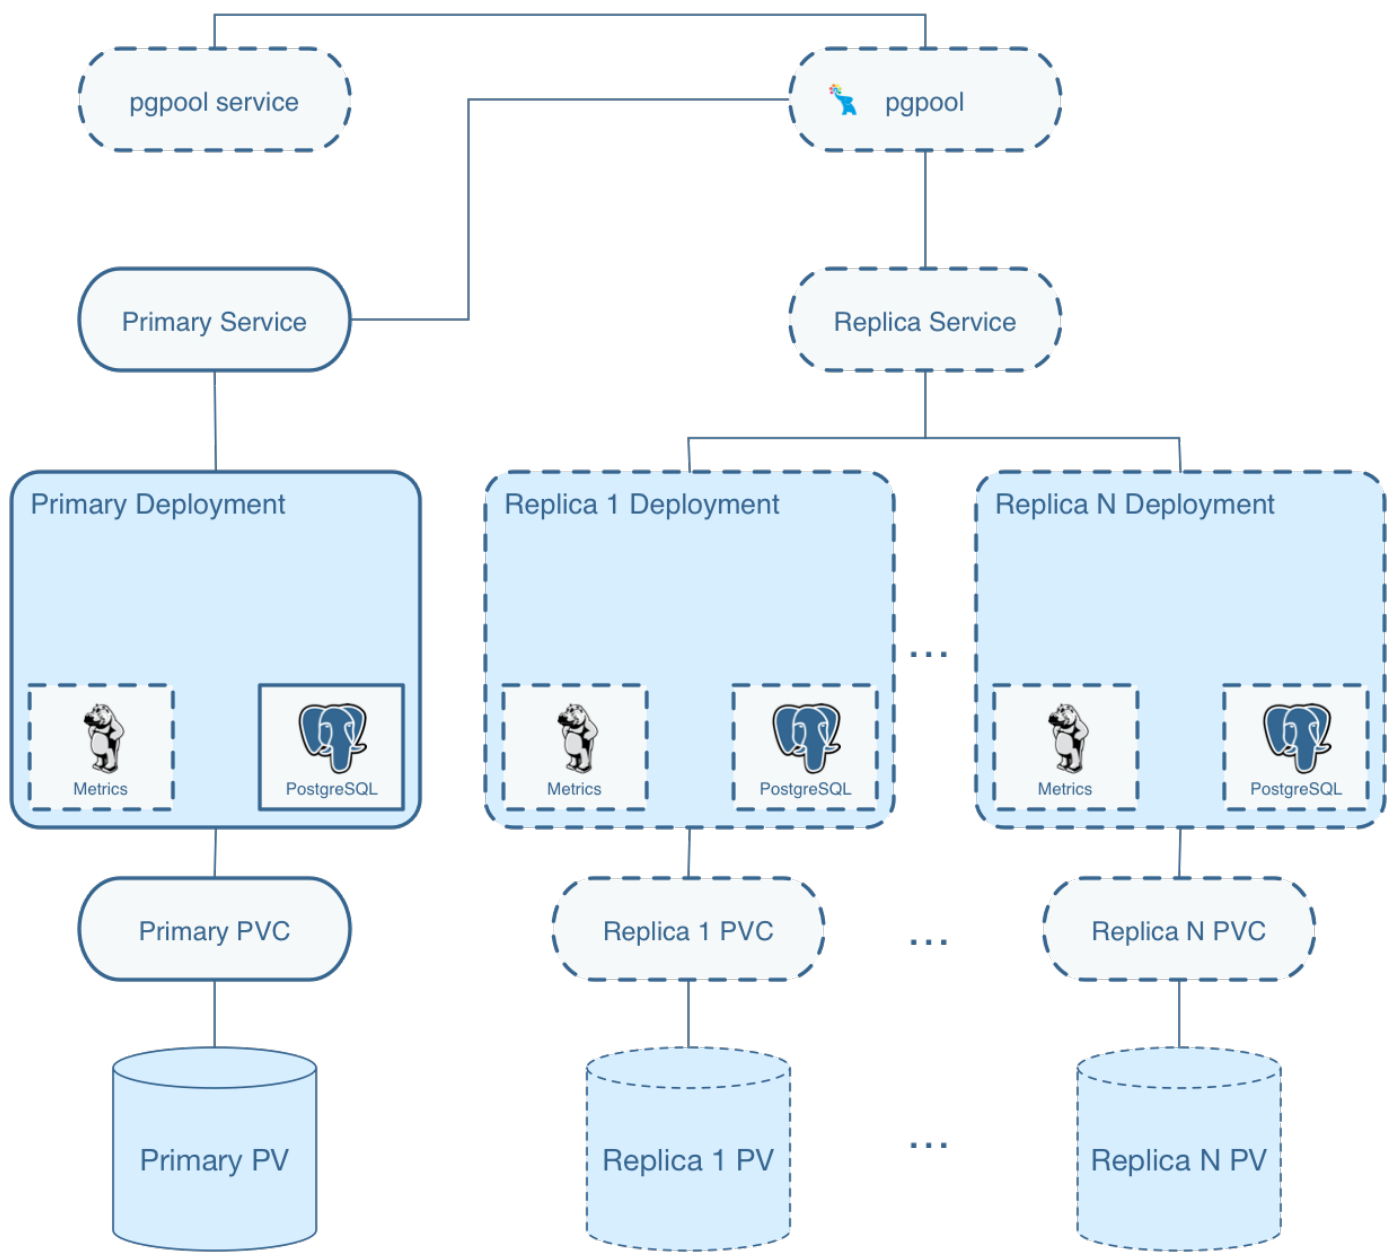 pgpool service
pgpool
Primary Service
Replica Service
Primary Deployment
Replica 1 Deployment
Replica N Deployment
...
Metrics
PostgreSQL
Metrics
PostgreSQL
Metrics
PostgreSQL
Primary PVC
Replica 1 PVC
...
Replica N PVC
Primary PV
Replica 1 PV
...
Replica N PV